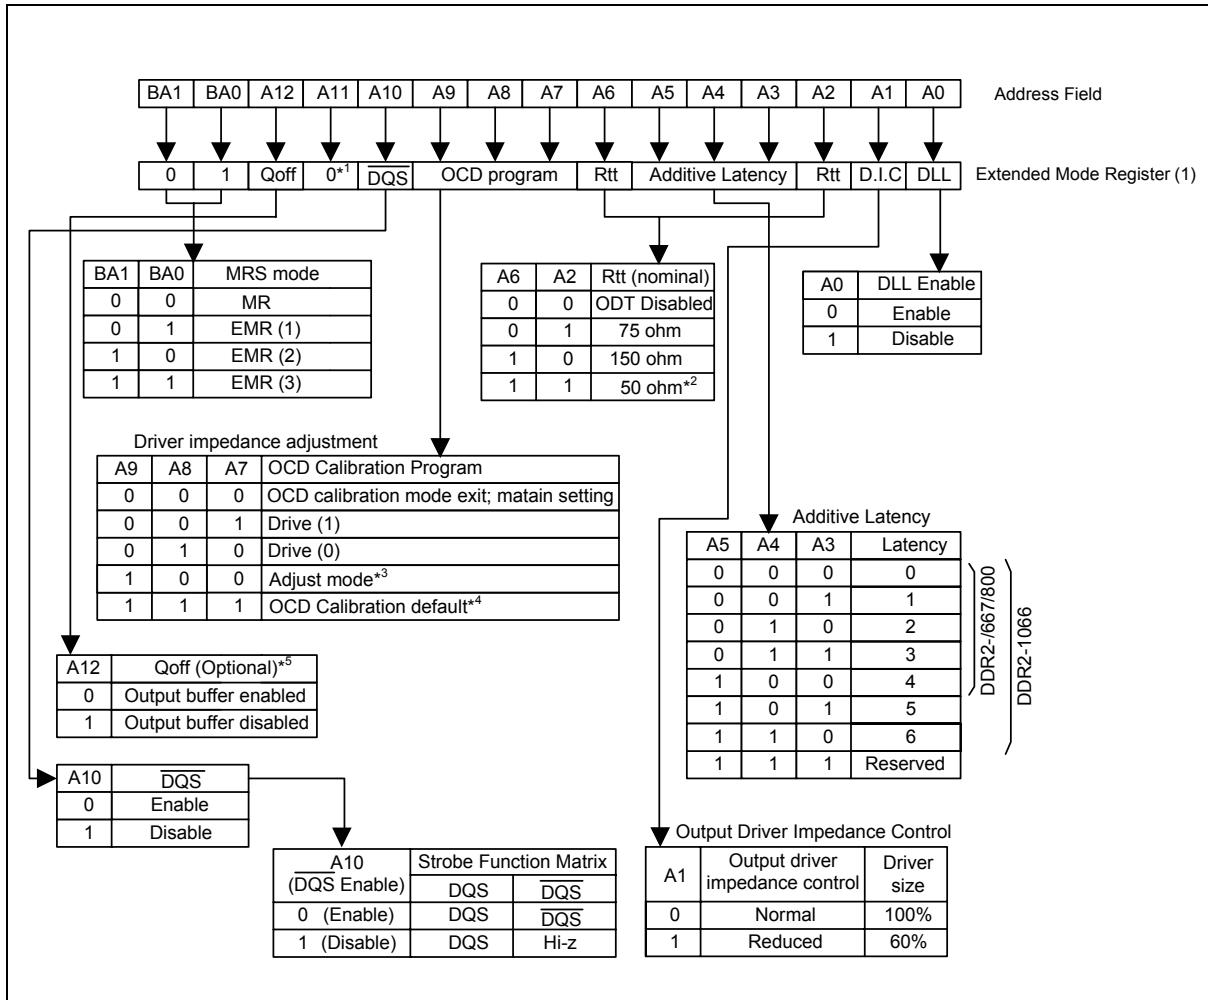 BA1 BA0 A12 A11 A10 A9 A8 A7 A6 A5 A4 A3 A2 A1 A0 Address Field
0 1 Qoff 0*1 DQS OCD program Rtt Additive Latency Rtt D.I.C DLL Extended Mode Register (1)
BA1 BA0 MRS mode
0 0 MR
0 1 EMR (1)
1 0 EMR (2)
1 1 EMR (3)
A6 A2 Rtt (nominal)
0 0 ODT Disabled
0 1 75 ohm
1 0 150 ohm
1 1 50 ohm*2
A0 DLL Enable
0 Enable
1 Disable
Driver impedance adjustment
A9 A8 A7 OCD Calibration Program
0 0 0 OCD calibration mode exit; matain setting
0 0 1 Drive (1)
0 1 0 Drive (0)
1 0 0 Adjust mode*3
1 1 1 OCD Calibration default*4
Additive Latency
A5 A4 A3 Latency
0 0 0 0
0 0 1 1
0 1 0 2
0 1 1 3
1 0 0 4
1 0 1 5
1 1 0 6
1 1 1 Reserved
DDR2-/667/800
DDR2-1066
A12 Qoff (Optional)*5
0 Output buffer enabled
1 Output buffer disabled
A10 DQS
0 Enable
1 Disable
A10 Strobe Function Matrix
(DQS Enable) DQS DQS
0 (Enable) DQS DQS
1 (Disable) DQS Hi-z
Output Driver Impedance Control
A1 Output driver impedance control Driver size
0 Normal 100%
1 Reduced 60%